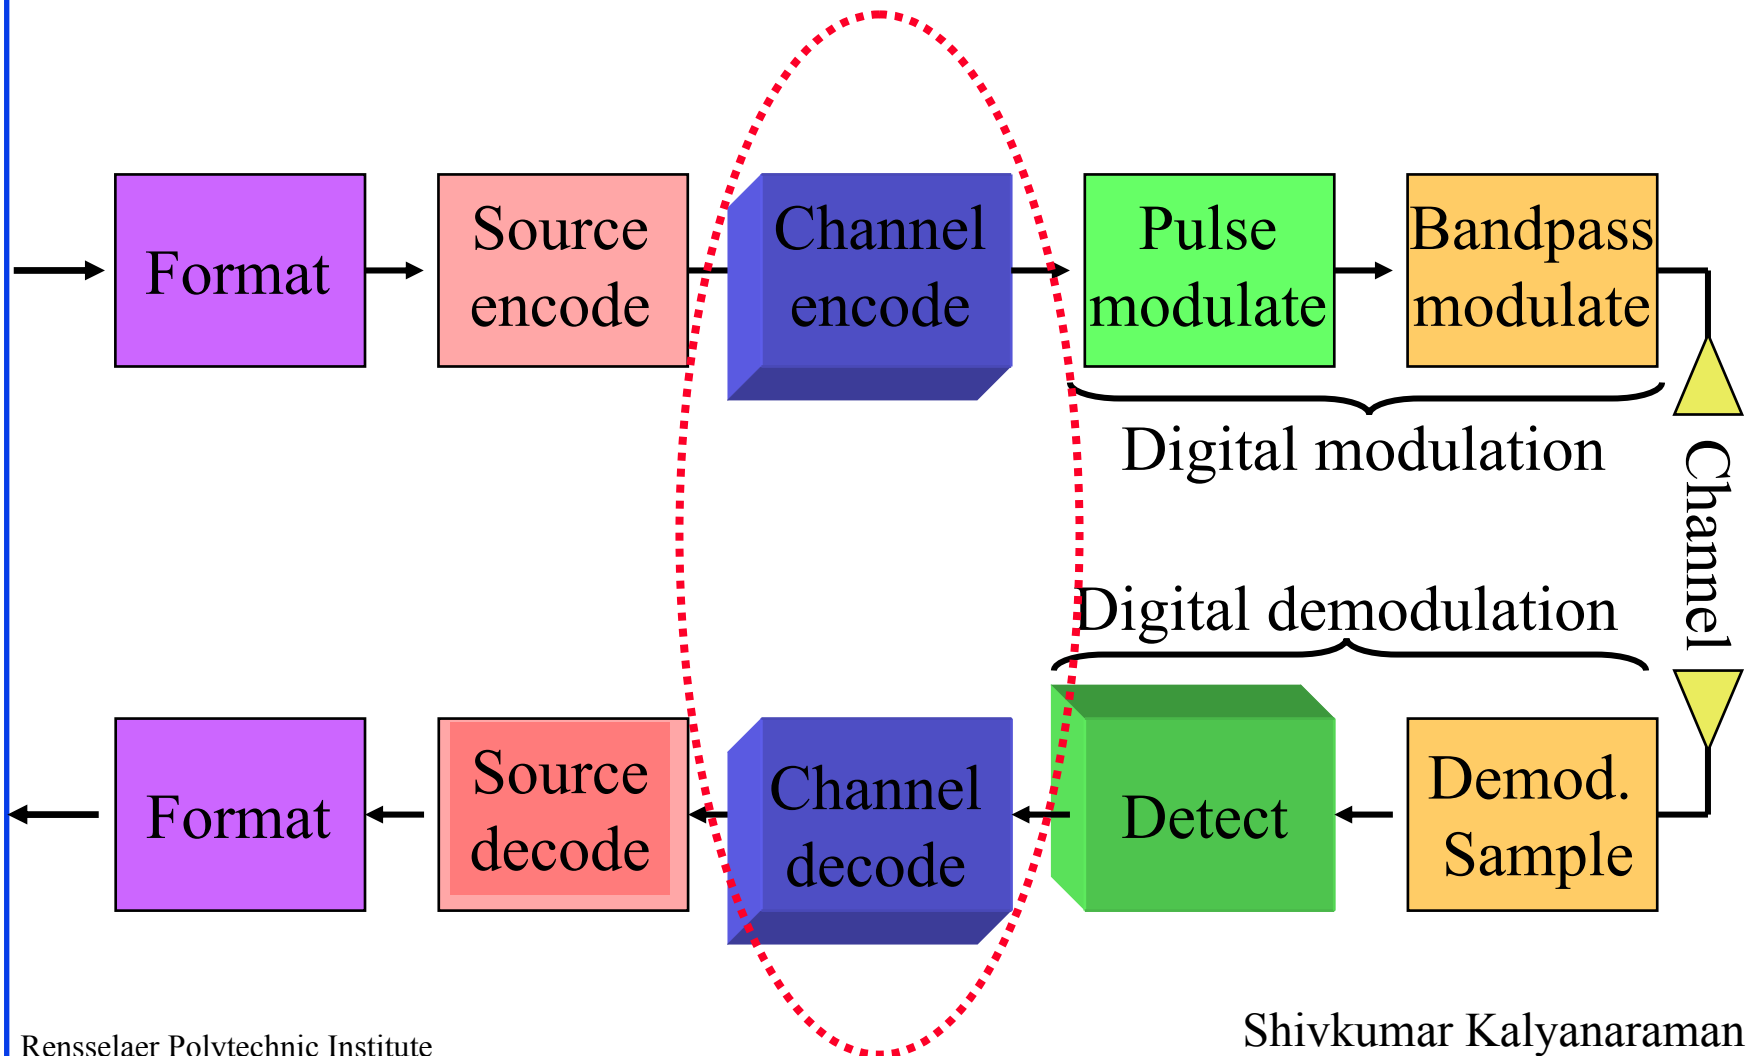 Format
Source
encode
Channel
encode
Pulse
modulate
Bandpass
modulate
Digital modulation
Channel
Digital demodulation
Format
Source
decode
Channel
decode
Detect
Demod.
Sample
Shivkumar Kalyanaraman
Rensselaer Polytechnic Institute